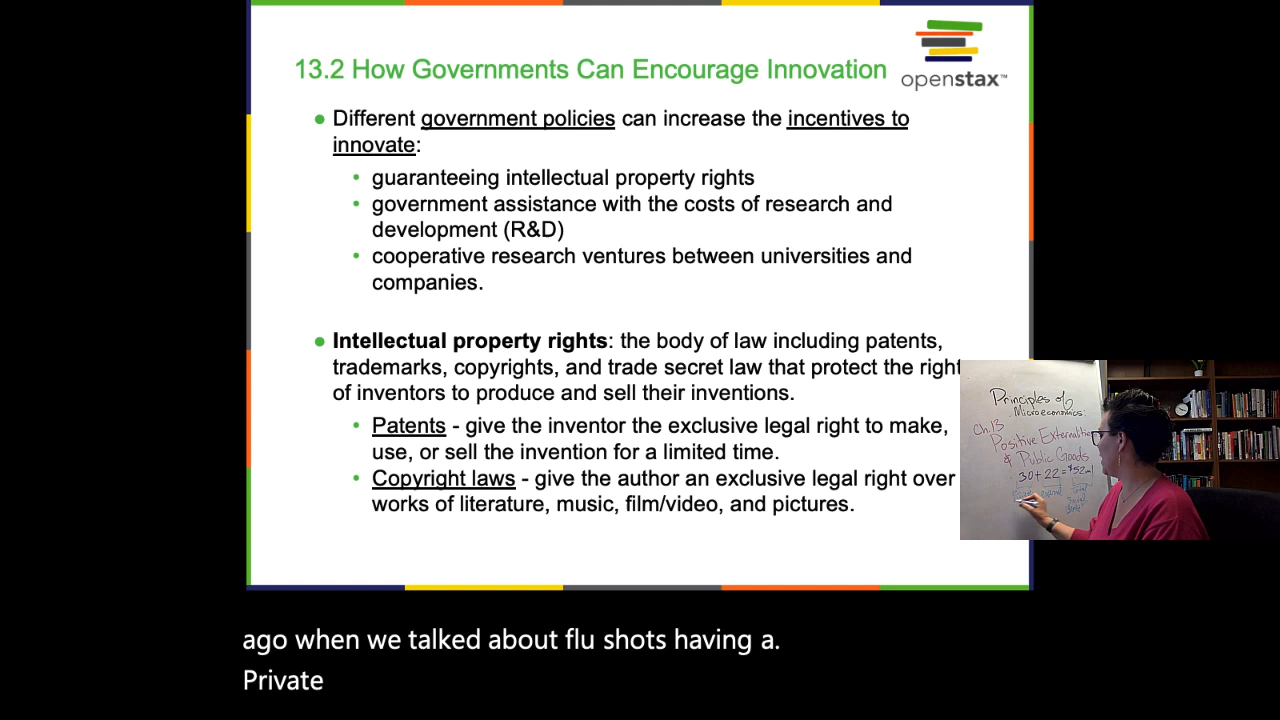 13.2 How Governments Can Encourage Innovation
openstax™
● Different government policies can increase the incentives to
innovate:
• guaranteeing intellectual property rights
• government assistance with the costs of research and
development (R&D)
• cooperative research ventures between universities and
companies.
● Intellectual property rights: the body of law including patents,
trademarks, copyrights, and trade secret law that protect the right
of inventors to produce and sell their inventions.
• Patents - give the inventor the exclusive legal right to make,
use, or sell the invention for a limited time.
• Copyright laws - give the author an exclusive legal right over
works of literature, music, film/video, and pictures.
Principles of
Microeconomics:
Ch.13
Positive
& Public Goods
30+22=
ago when we talked about flu shots having a.
Private